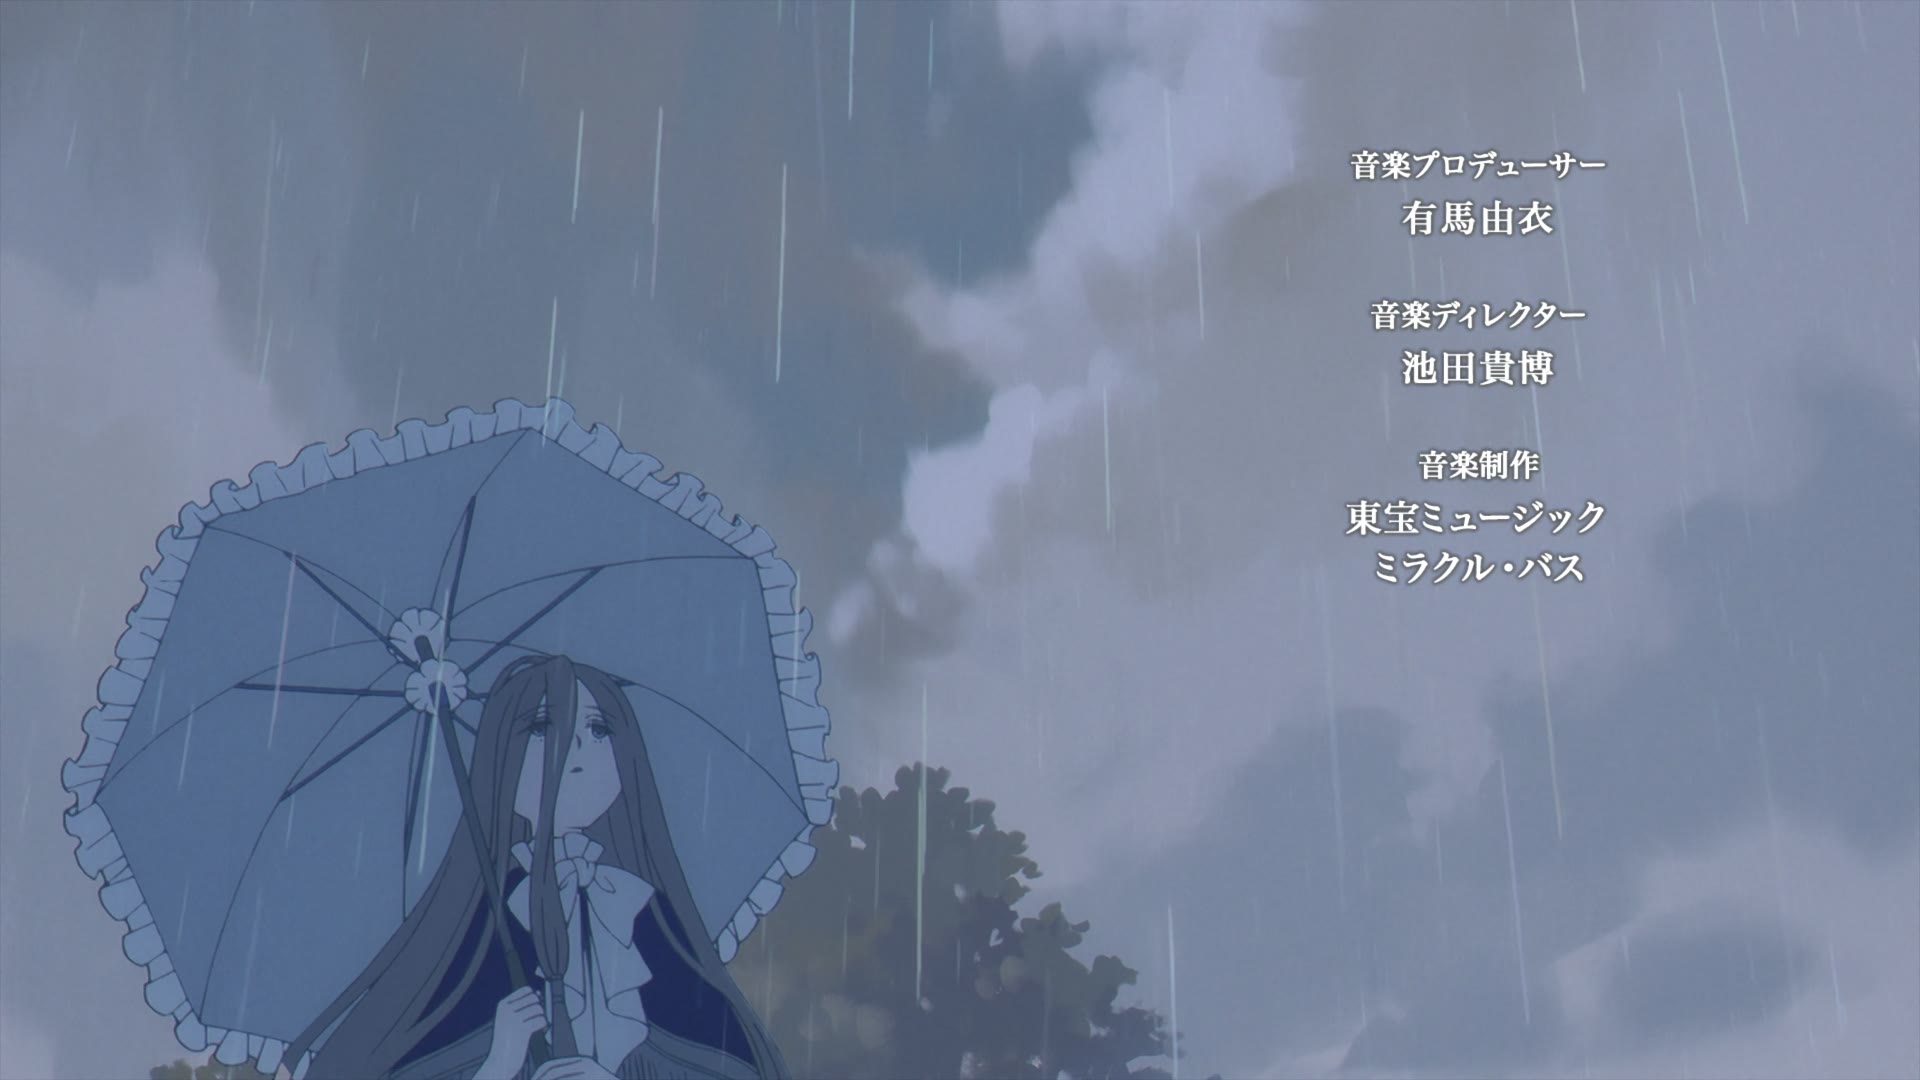 音楽プロデューサー
有馬由衣
音楽ディレクター
池田貴博
音楽制作
東宝ミュージック
ミラクル・バス